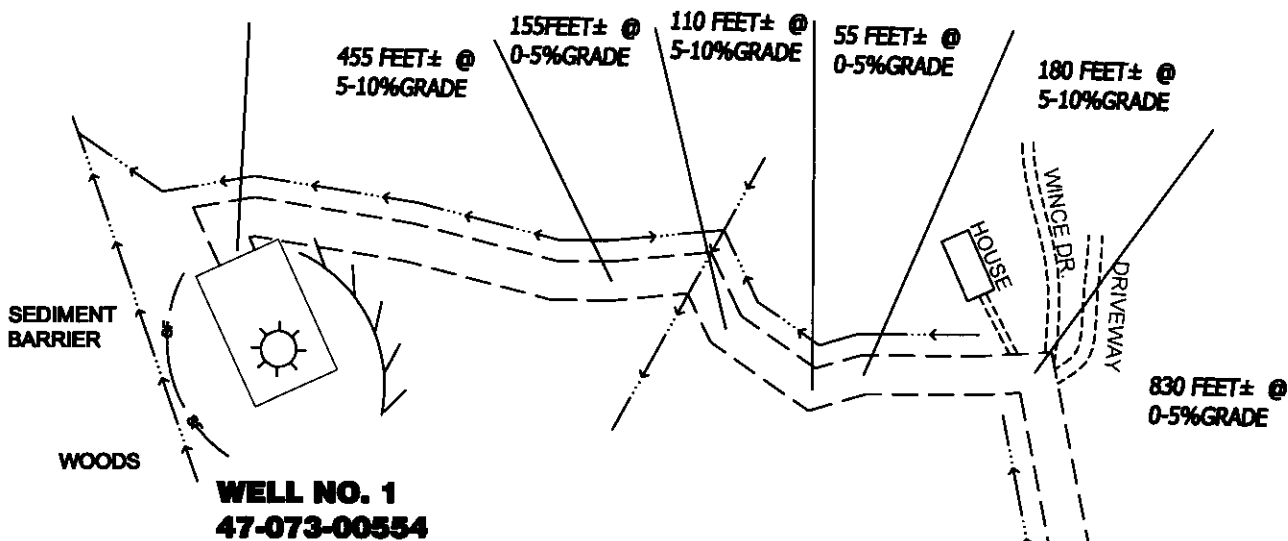 455 FEET± @
5-10%GRADE
155FEET± @
0-5%GRADE
110 FEET± @
5-10%GRADE
55 FEET± @
0-5%GRADE
180 FEET± @
5-10%GRADE
WINCE DR.
HOUSE
DRIVEWAY
SEDIMENT
BARRIER
SF
SF
830 FEET± @
0-5%GRADE
WOODS
WELL NO. 1
47-073-00554